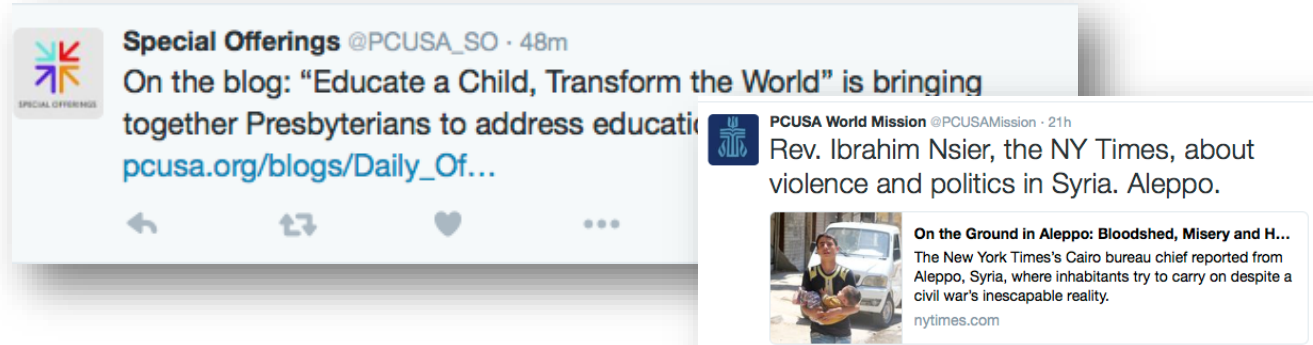 Special Offerings @PCUSA_SO · 48m
On the blog: “Educate a Child, Transform the World” is bringing
together Presbyterians to address
pcusa.org/blogs/Daily_Of...
SPECIAL OFFERINGS
PCUSA World Mission @PCUSAMission · 21h
Rev. Ibrahim Nsier, the NY Times, about
violence and politics in Syria. Aleppo.
On the Ground in Aleppo: Bloodshed, Misery and H...
The New York Times's Cairo bureau chief reported from
Aleppo, Syria, where inhabitants try to carry on despite a
civil war's inescapable reality.
nytimes.com